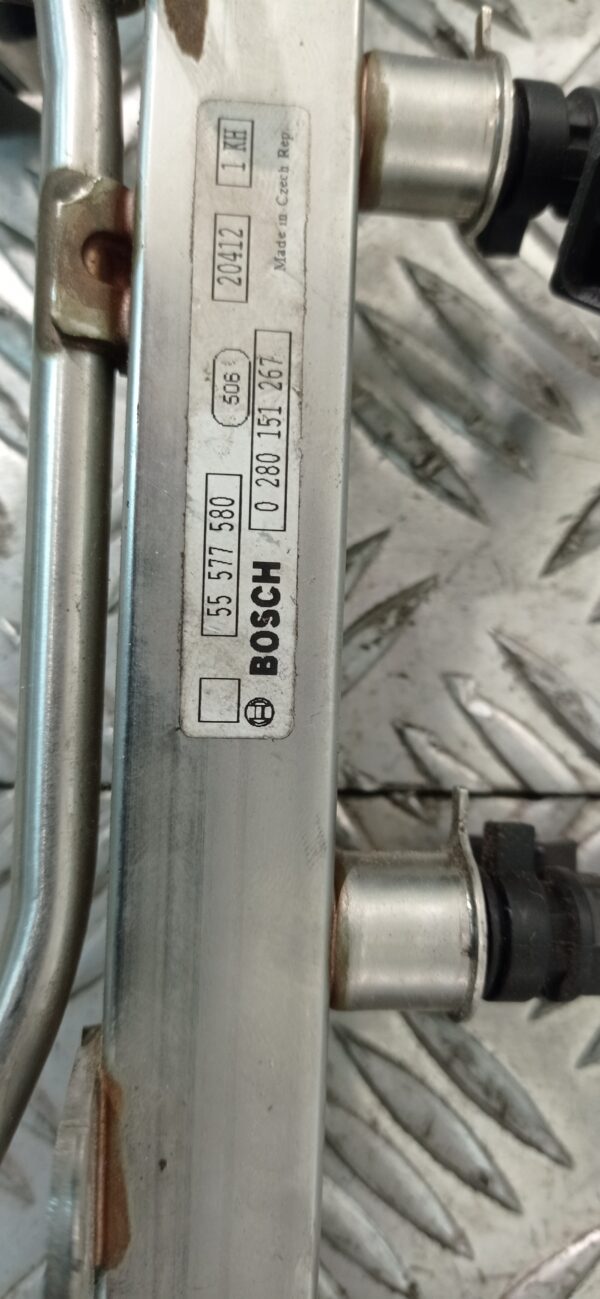 55 577 580 506 20412 1 KH
BOSCH 0 280 151 267
Made in Czech Rep.